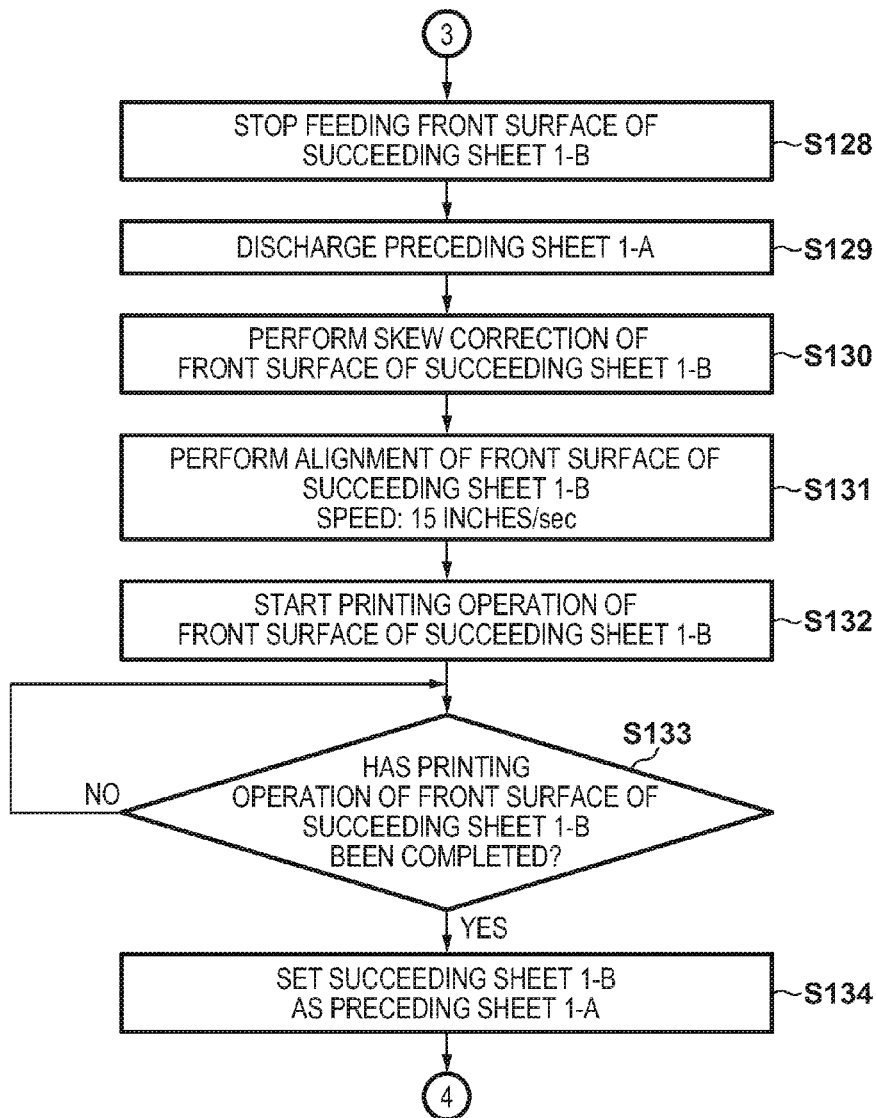 3
STOP FEEDING FRONT SURFACE OF
SUCCEEDING SHEET 1-B
S128
DISCHARGE PRECEDING SHEET 1-A
S129
PERFORM SKEW CORRECTION OF
FRONT SURFACE OF SUCCEEDING SHEET 1-B
S130
PERFORM ALIGNMENT OF FRONT SURFACE OF
SUCCEEDING SHEET 1-B
SPEED: 15 INCHES/sec
S131
START PRINTING OPERATION OF
FRONT SURFACE OF SUCCEEDING SHEET 1-B
S132
S133
HAS PRINTING
OPERATION OF FRONT SURFACE OF
SUCCEEDING SHEET 1-B
BEEN COMPLETED?
NO
YES
SET SUCCEEDING SHEET 1-B
AS PRECEDING SHEET 1-A
S134
4